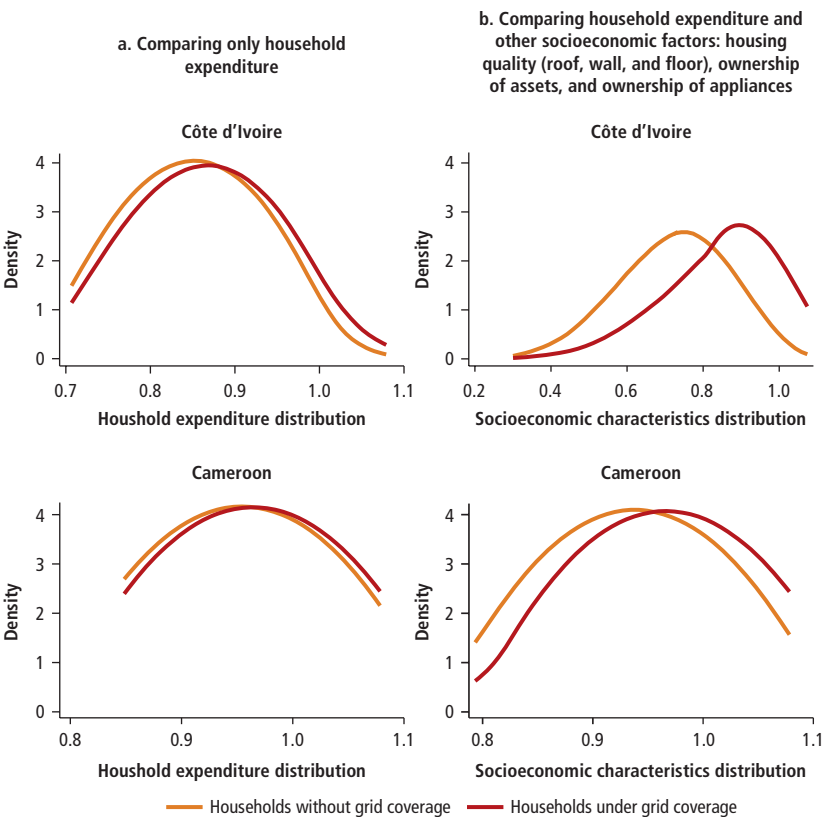 a. Comparing only household
expenditure
b. Comparing household expenditure and
other socioeconomic factors: housing
quality (roof, wall, and floor), ownership
of assets, and ownership of appliances
Côte d'Ivoire
4
3
2
1
0
Density
0.7 0.8 0.9 1.0 1.1
Houshold expenditure distribution
Côte d'Ivoire
4
3
2
1
0
Density
0.2 0.4 0.6 0.8 1.0
Socioeconomic characteristics distribution
Cameroon
4
3
2
1
0
Density
0.8 0.9 1.0 1.1
Houshold expenditure distribution
Cameroon
4
3
2
1
0
Density
0.8 0.9 1.0 1.1
Socioeconomic characteristics distribution
Households without grid coverage Households under grid coverage